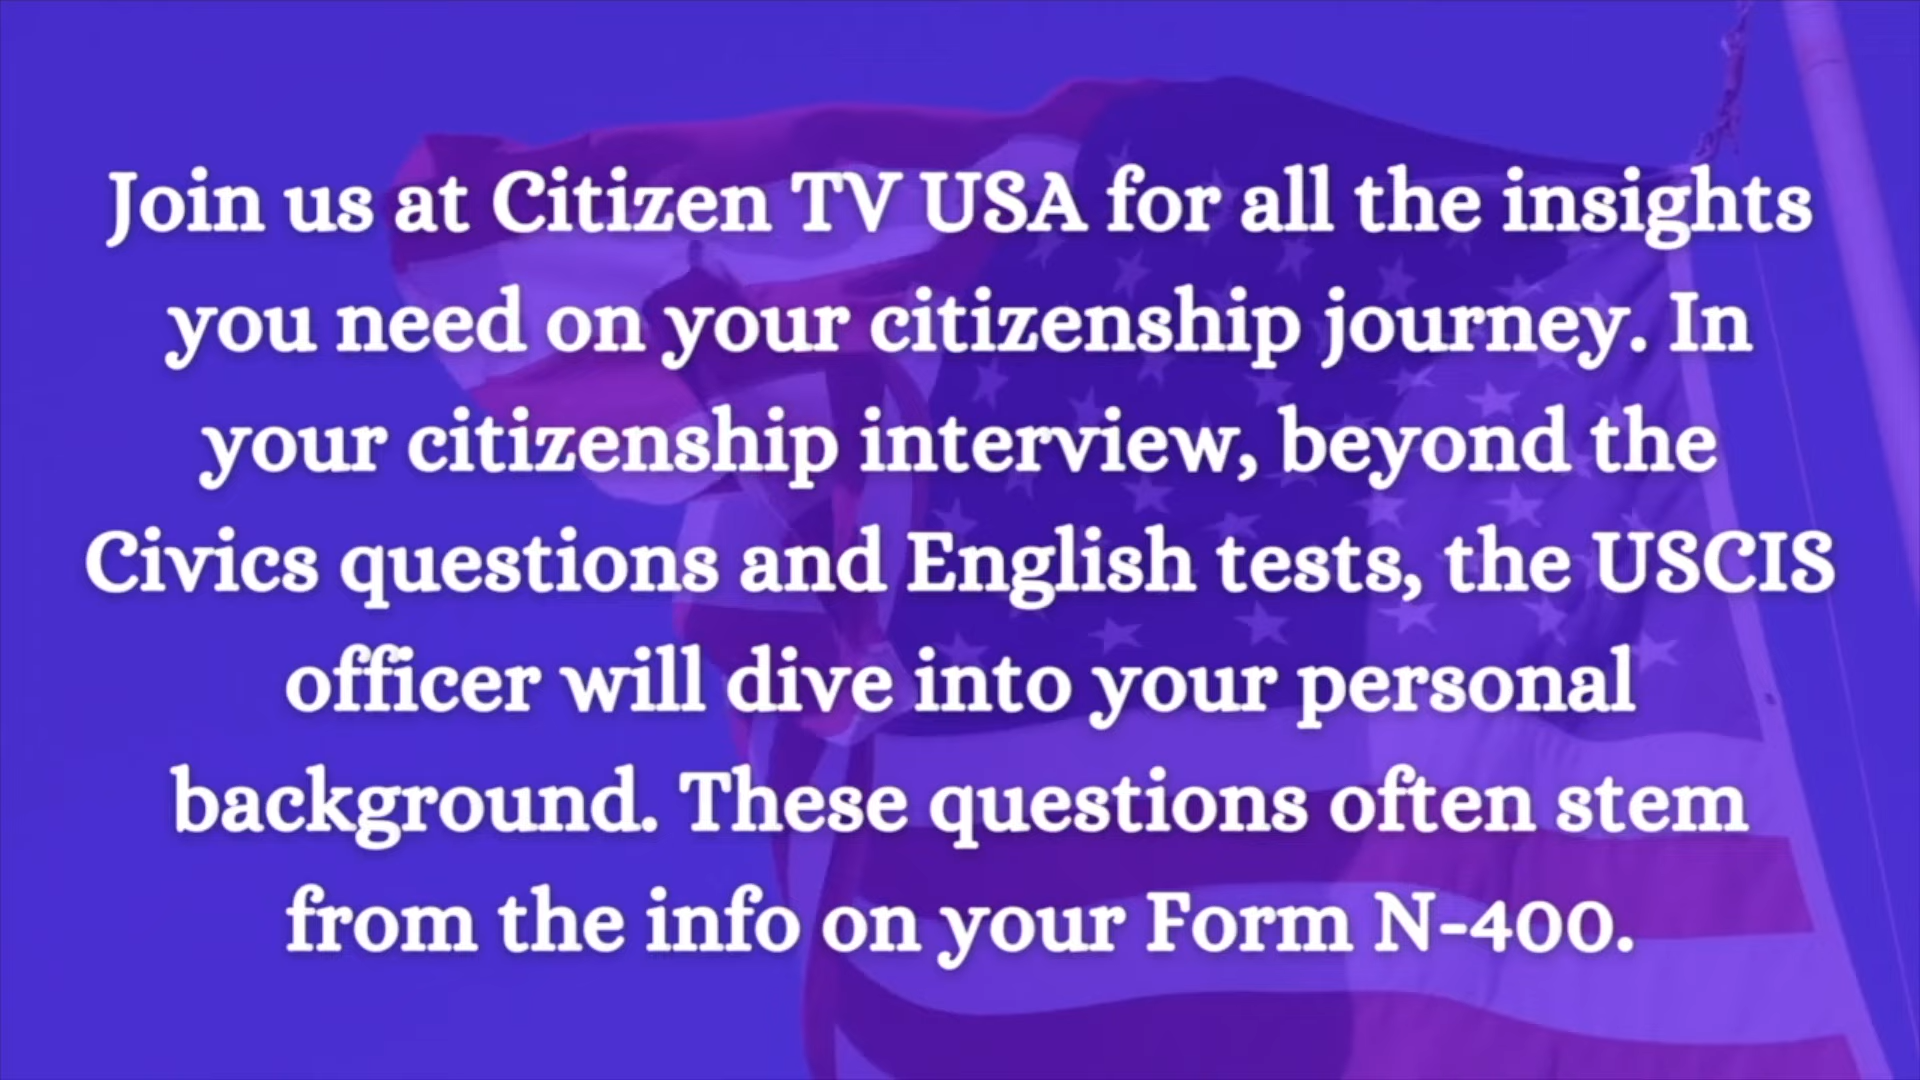 Join us at Citizen TV USA for all the insights
you need on your citizenship journey. In
your citizenship interview, beyond the
Civics questions and English tests, the USCIS
officer will dive into your personal
background. These questions often stem
from the info on your Form N-400.